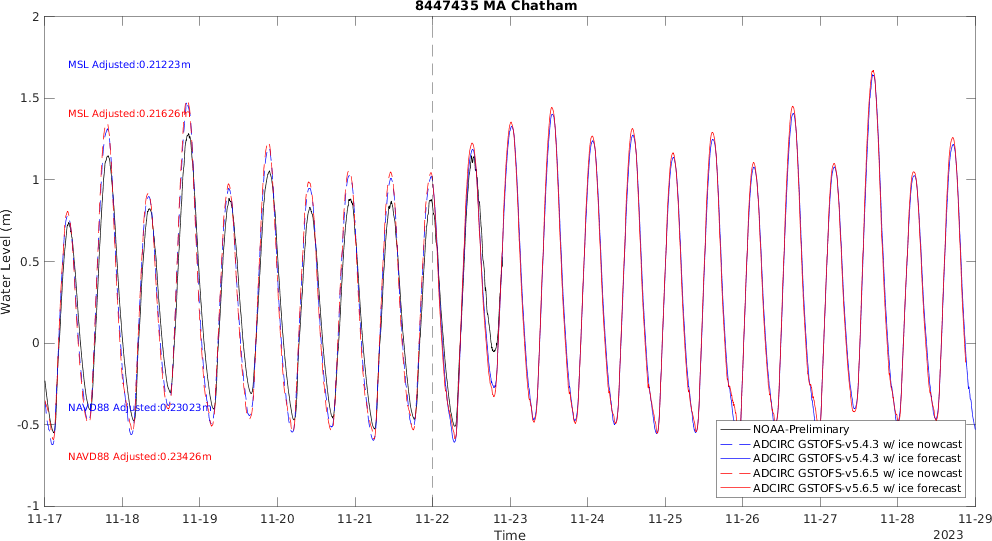 8447435 MA Chatham
2
1.5
1
0.5
0
-0.5
-1
Water Level (m)
MSL Adjusted:0.21223m
MSL Adjusted:0.21626m
NAVD88 Adjusted:0.23023m
NAVD88 Adjusted:0.23426m
NOAA-Preliminary
ADCIRC GSTOFS-v5.4.3 w/ ice nowcast
ADCIRC GSTOFS-v5.4.3 w/ ice forecast
ADCIRC GSTOFS-v5.6.5 w/ ice nowcast
ADCIRC GSTOFS-v5.6.5 w/ ice forecast
11-17 11-18 11-19 11-20 11-21 11-22 11-23 11-24 11-25 11-26 11-27 11-28 11-29
Time
2023